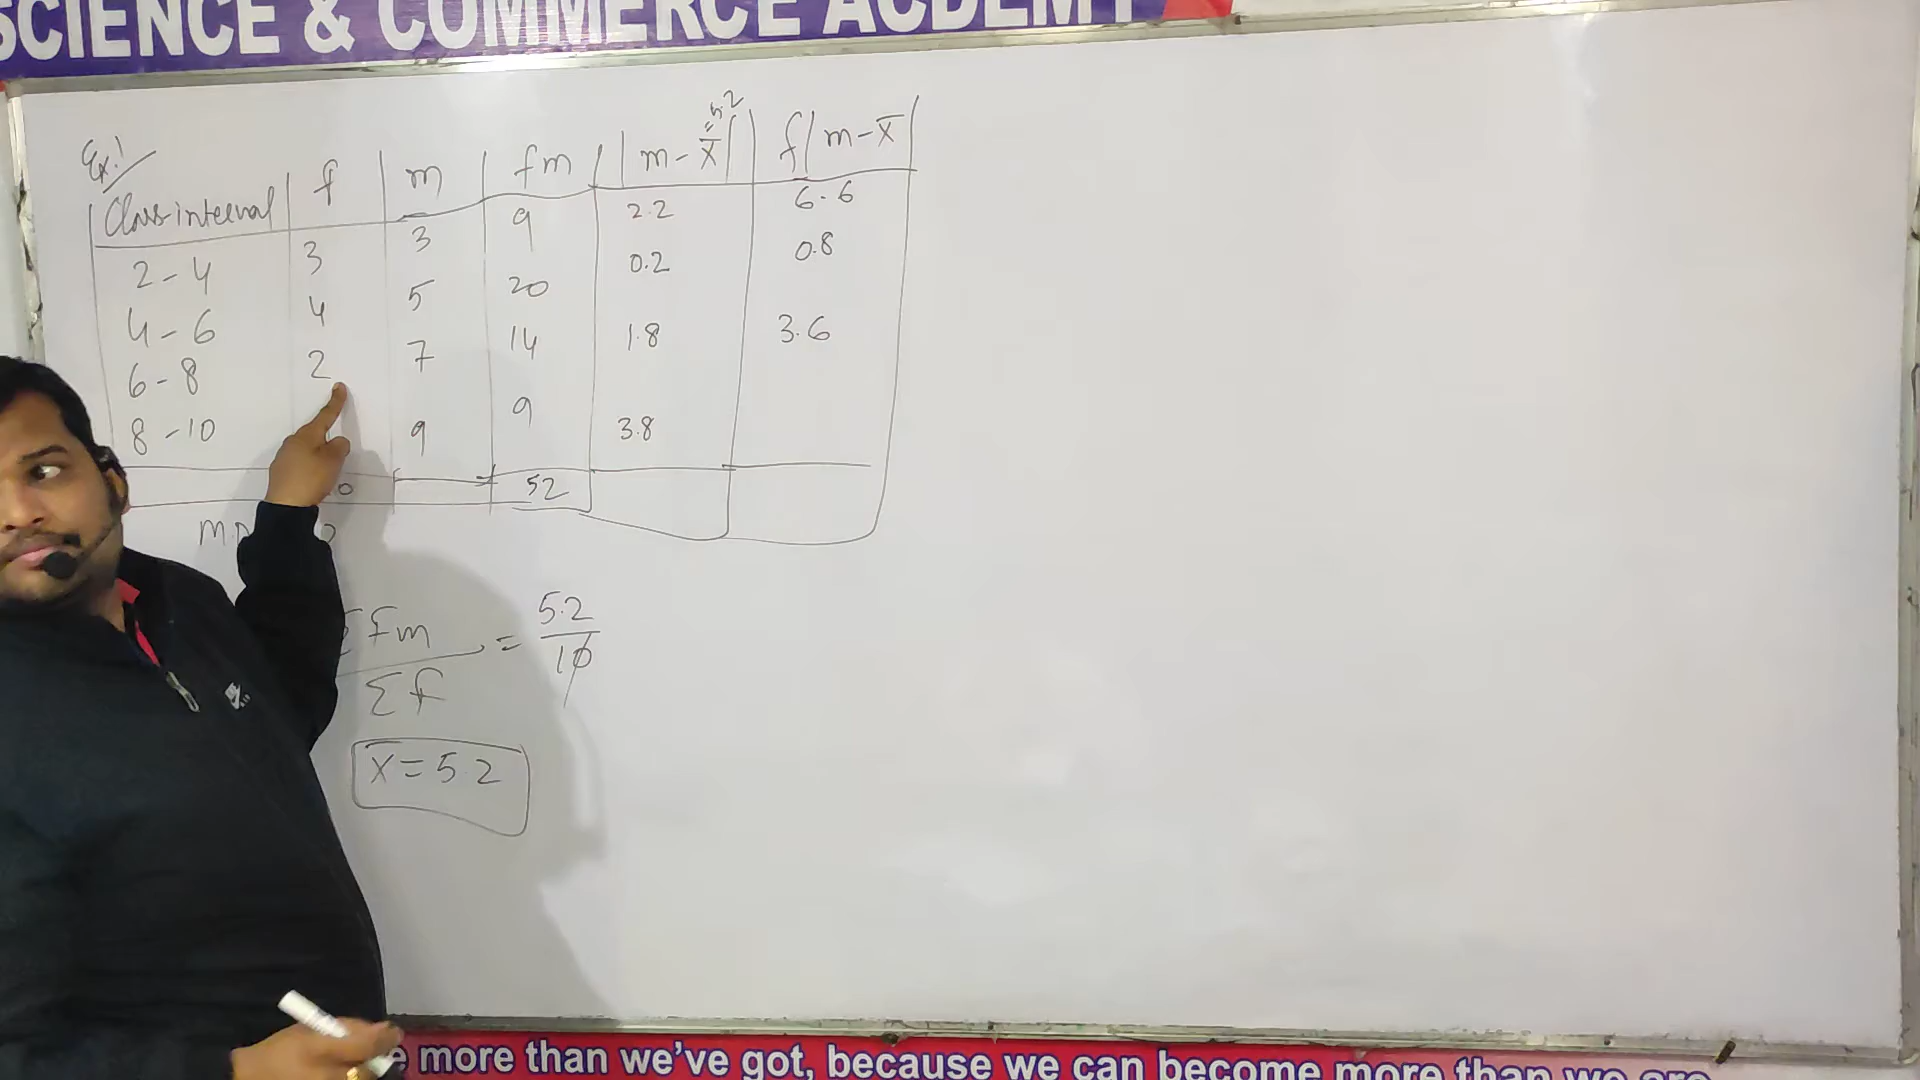 SCIENCE & COMMERCE ACDEMY
Ex!
=5.2
Class-interval f m fm |m-x̄| f|m-x̄|
2-4 3 3 9 2.2 6.6
4-6 4 5 20 0.2 0.8
6-8 2 7 14 1.8 3.6
8-10 9 9 3.8
52
Σfm = 5.2
Σf 10
x̄=5.2
more than we've got, because we can become more than we are